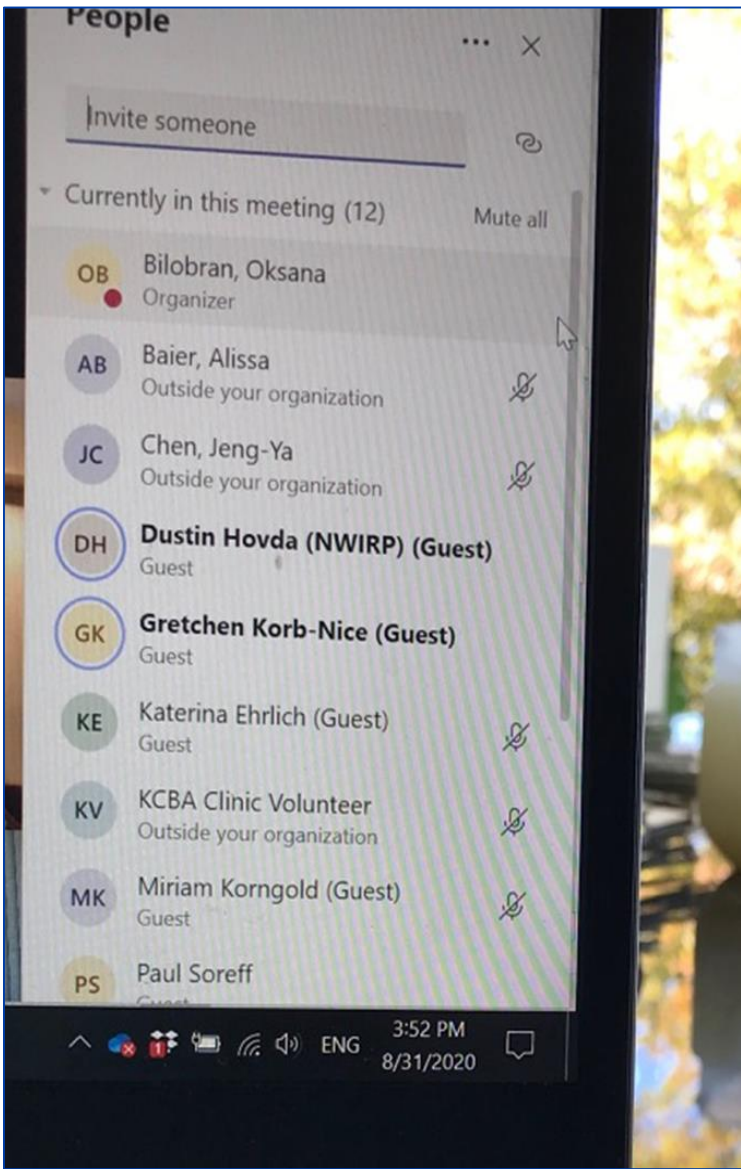 People
Invite someone
Currently in this meeting (12)
Mute all
OB
Bilobran, Oksana
Organizer
AB
Baier, Alissa
Outside your organization
JC
Chen, Jeng-Ya
Outside your organization
DH
Dustin Hovda (NWIRP) (Guest)
Guest
GK
Gretchen Korb-Nice (Guest)
Guest
KE
Katerina Ehrlich (Guest)
Guest
KV
KCBA Clinic Volunteer
Outside your organization
MK
Miriam Korngold (Guest)
Guest
PS
Paul Soreff
Guest
1
ENG
3:52 PM
8/31/2020